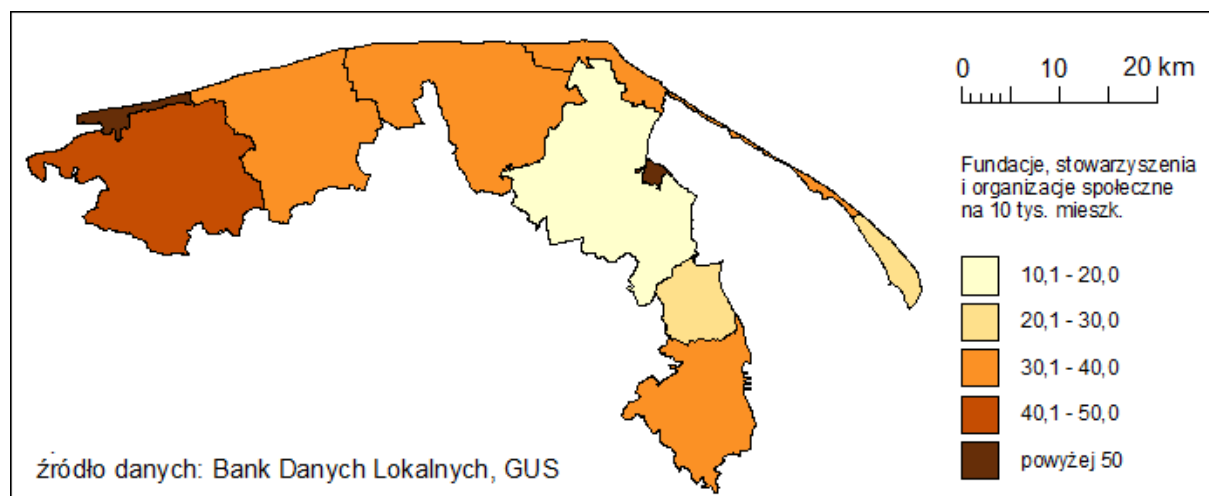 0 10 20 km
Fundacje, stowarzyszenia
i organizacje społeczne
na 10 tys. mieszk.
10,1 - 20,0
20,1 - 30,0
30,1 - 40,0
40,1 - 50,0
powyżej 50
źródło danych: Bank Danych Lokalnych, GUS